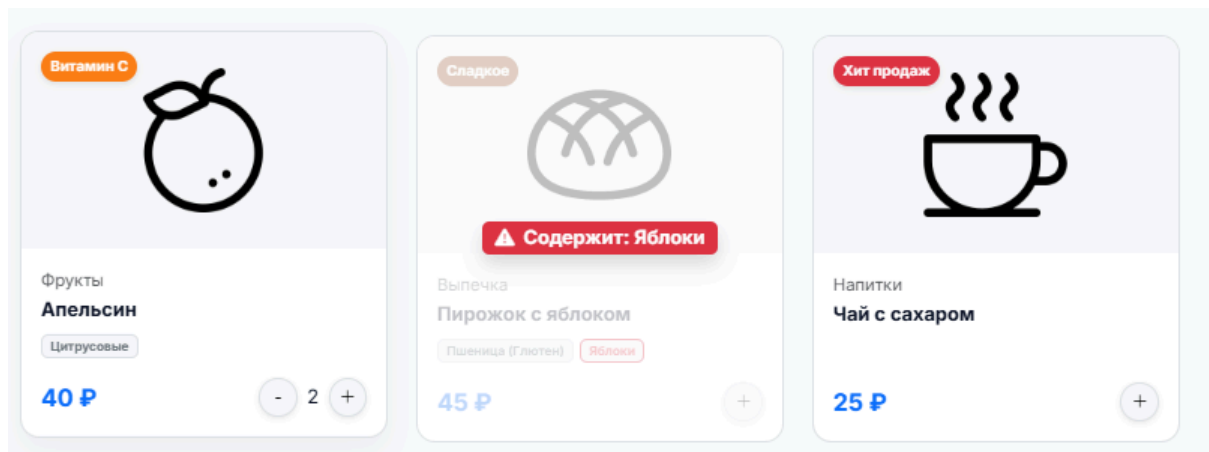 Витамин С
Фрукты
Апельсин
Цитрусовые
40 ₽
- 2 +
Сладкое
Содержит: Яблоки
Выпечка
Пирожок с яблоком
Пшеница (Глютен) Яблоки
45 ₽ +
Хит продаж
Напитки
Чай с сахаром
25 ₽ +